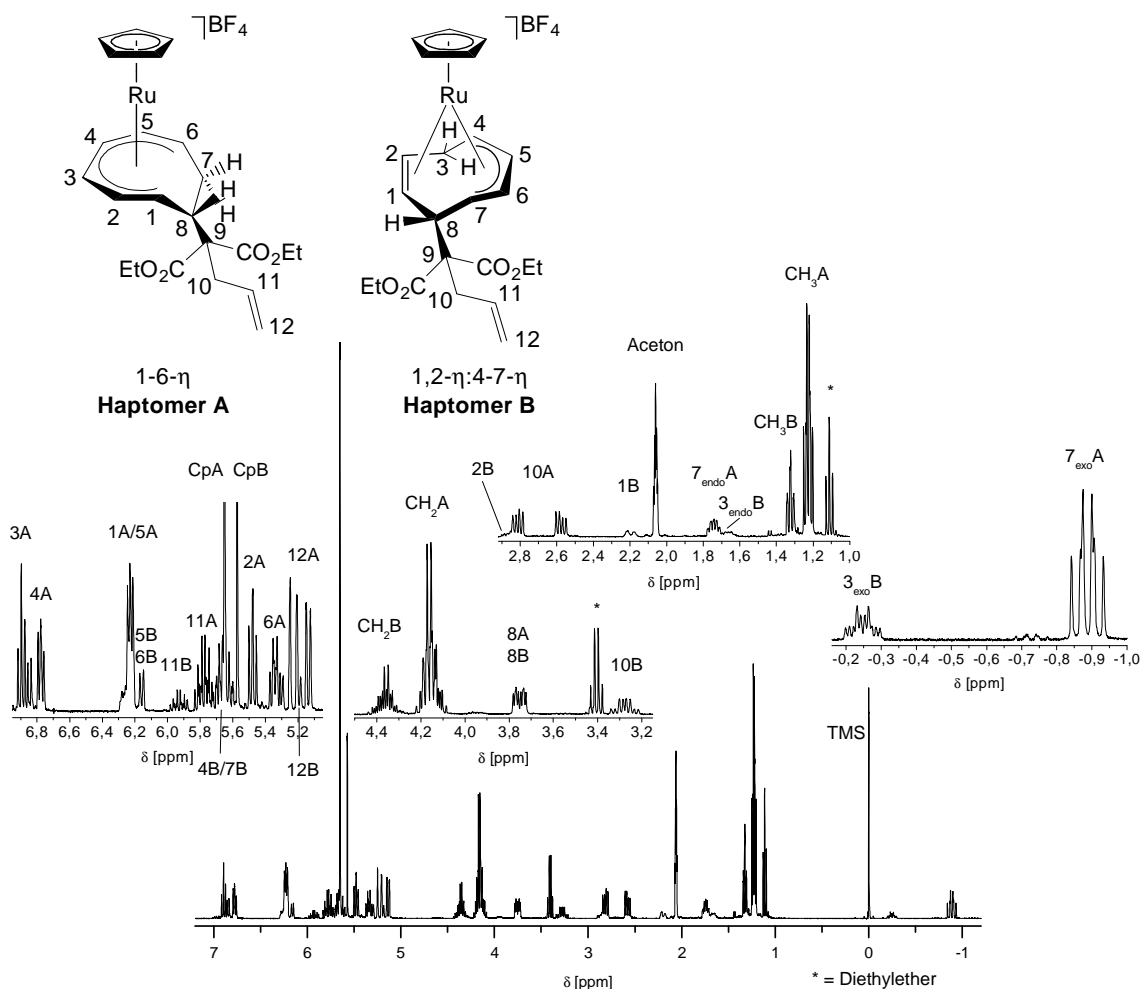 ⌉BF4
⌉BF4
Ru
Ru
4
5
6
7
H
H
H
3
2
1
8
9
EtO2C
CO2Et
10
11
12
H
H
2
3
4
5
1
6
7
H
8
9
EtO2C
CO2Et
10
11
12
1-6-η
Haptomer A
1,2-η:4-7-η
Haptomer B
CH3A
Aceton
*
CH3B
2B
10A
1B
7endoA
3endoB
2,8 2,6 2,4 2,2 2,0 1,8 1,6 1,4 1,2 1,0
δ [ppm]
7exoA
3exoB
-0,2 -0,3 -0,4 -0,5 -0,6 -0,7 -0,8 -0,9 -1,0
δ [ppm]
CpA CpB
3A
4A
1A/5A
5B
6B
11B
11A
2A
6A
12A
6,8 6,6 6,4 6,2 6,0 5,8 5,6 5,4 5,2
δ [ppm]
4B/7B
12B
CH2A
CH2B
8A
8B
*
10B
4,4 4,2 4,0 3,8 3,6 3,4 3,2
δ [ppm]
TMS
7 6 5 4 3 2 1 0 -1
δ [ppm]
* = Diethylether